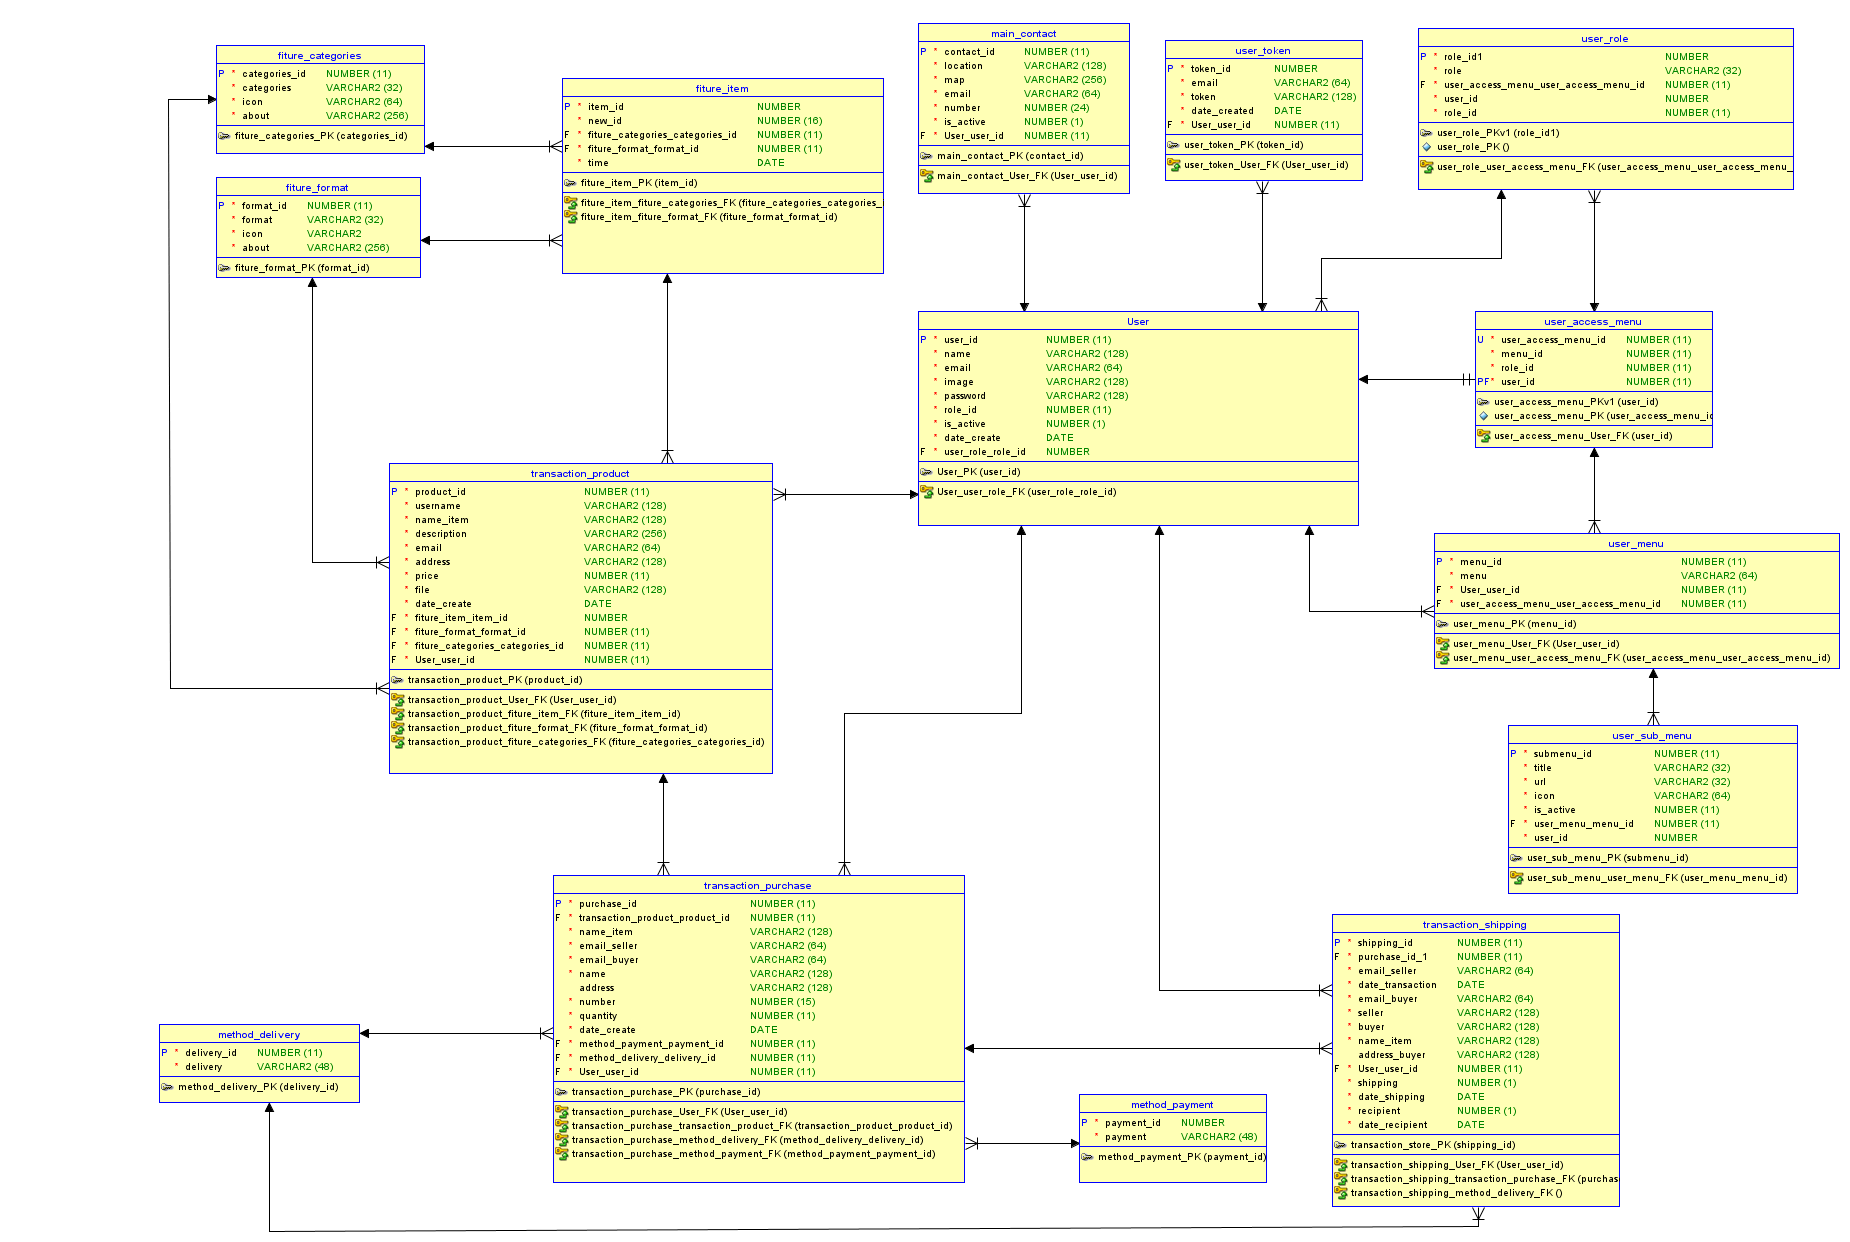 fiture_categories
P * categories_id NUMBER (11)
* categories VARCHAR2 (32)
* icon VARCHAR2 (64)
* about VARCHAR2 (256)
fiture_categories_PK (categories_id)
fiture_format
P * format_id NUMBER (11)
* format VARCHAR2 (32)
* icon VARCHAR2
* about VARCHAR2 (256)
fiture_format_PK (format_id)
fiture_item
P * item_id NUMBER
* new_id NUMBER (16)
F * fiture_categories_categories_id NUMBER (11)
F * fiture_format_format_id NUMBER (11)
* time DATE
fiture_item_PK (item_id)
fiture_item_fiture_categories_FK (fiture_categories_categories_
fiture_item_fiture_format_FK (fiture_format_format_id)
main_contact
P * contact_id NUMBER (11)
* location VARCHAR2 (128)
* map VARCHAR2 (256)
* email VARCHAR2 (64)
* number NUMBER (24)
* is_active NUMBER (1)
F * User_user_id NUMBER (11)
main_contact_PK (contact_id)
main_contact_User_FK (User_user_id)
user_token
P * token_id NUMBER
* email VARCHAR2 (64)
* token VARCHAR2 (128)
* date_created DATE
F * User_user_id NUMBER (11)
user_token_PK (token_id)
user_token_User_FK (User_user_id)
user_role
P * role_id1 NUMBER
* role VARCHAR2 (32)
F * user_access_menu_user_access_menu_id NUMBER (11)
* user_id NUMBER
* role_id NUMBER (11)
user_role_PKv1 (role_id1)
user_role_PK ()
user_role_user_access_menu_FK (user_access_menu_user_access_menu_
User
P * user_id NUMBER (11)
* name VARCHAR2 (128)
* email VARCHAR2 (64)
* image VARCHAR2 (128)
* password VARCHAR2 (128)
* role_id NUMBER (11)
* is_active NUMBER (1)
* date_create DATE
F * user_role_role_id NUMBER
User_PK (user_id)
User_user_role_FK (user_role_role_id)
user_access_menu
U * user_access_menu_id NUMBER (11)
* menu_id NUMBER (11)
* role_id NUMBER (11)
PF* user_id NUMBER (11)
user_access_menu_PKv1 (user_id)
user_access_menu_PK (user_access_menu_id
user_access_menu_User_FK (user_id)
transaction_product
P * product_id NUMBER (11)
* username VARCHAR2 (128)
* name_item VARCHAR2 (128)
* description VARCHAR2 (256)
* email VARCHAR2 (64)
* address VARCHAR2 (128)
* price NUMBER (11)
* file VARCHAR2 (128)
* date_create DATE
F * fiture_item_item_id NUMBER
F * fiture_format_format_id NUMBER (11)
F * fiture_categories_categories_id NUMBER (11)
F * User_user_id NUMBER (11)
transaction_product_PK (product_id)
transaction_product_User_FK (User_user_id)
transaction_product_fiture_item_FK (fiture_item_item_id)
transaction_product_fiture_format_FK (fiture_format_format_id)
transaction_product_fiture_categories_FK (fiture_categories_categories_id)
user_menu
P * menu_id NUMBER (11)
* menu VARCHAR2 (64)
F * User_user_id NUMBER (11)
F * user_access_menu_user_access_menu_id NUMBER (11)
user_menu_PK (menu_id)
user_menu_User_FK (User_user_id)
user_menu_user_access_menu_FK (user_access_menu_user_access_menu_id)
user_sub_menu
P * submenu_id NUMBER (11)
* title VARCHAR2 (32)
* url VARCHAR2 (32)
* icon VARCHAR2 (64)
* is_active NUMBER (11)
F * user_menu_menu_id NUMBER (11)
* user_id NUMBER
user_sub_menu_PK (submenu_id)
user_sub_menu_user_menu_FK (user_menu_menu_id)
transaction_purchase
P * purchase_id NUMBER (11)
F * transaction_product_product_id NUMBER (11)
* name_item VARCHAR2 (128)
* email_seller VARCHAR2 (64)
* email_buyer VARCHAR2 (64)
* name VARCHAR2 (128)
address VARCHAR2 (128)
* number NUMBER (15)
* quantity NUMBER (11)
* date_create DATE
F * method_payment_payment_id NUMBER (11)
F * method_delivery_delivery_id NUMBER (11)
F * User_user_id NUMBER (11)
transaction_purchase_PK (purchase_id)
transaction_purchase_User_FK (User_user_id)
transaction_purchase_transaction_product_FK (transaction_product_product_id)
transaction_purchase_method_delivery_FK (method_delivery_delivery_id)
transaction_purchase_method_payment_FK (method_payment_payment_id)
transaction_shipping
P * shipping_id NUMBER (11)
F * purchase_id_1 NUMBER (11)
* email_seller VARCHAR2 (64)
* date_transaction DATE
* email_buyer VARCHAR2 (64)
* seller VARCHAR2 (128)
* buyer VARCHAR2 (128)
* name_item VARCHAR2 (128)
address_buyer VARCHAR2 (128)
F * User_user_id NUMBER (11)
* shipping NUMBER (1)
* date_shipping DATE
* recipient NUMBER (1)
* date_recipient DATE
transaction_store_PK (shipping_id)
transaction_shipping_User_FK (User_user_id)
transaction_shipping_transaction_purchase_FK (purchas
transaction_shipping_method_delivery_FK ()
method_delivery
P * delivery_id NUMBER (11)
* delivery VARCHAR2 (48)
method_delivery_PK (delivery_id)
method_payment
P * payment_id NUMBER
* payment VARCHAR2 (48)
method_payment_PK (payment_id)